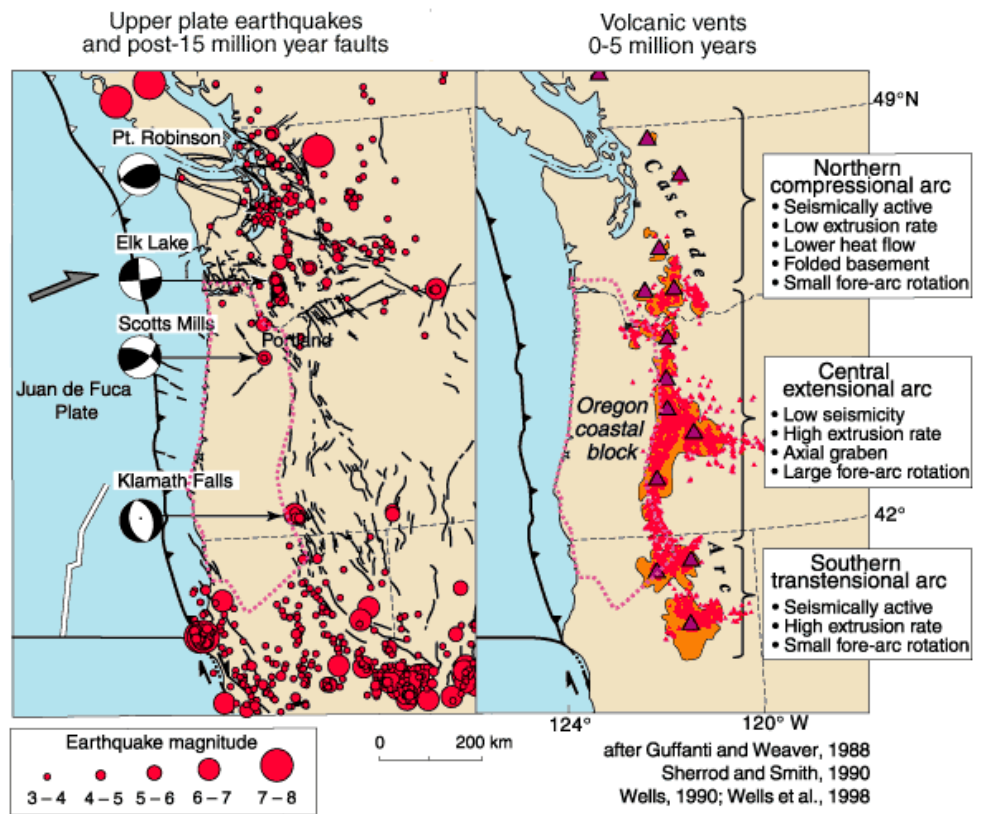 Upper plate earthquakes
and post-15 million year faults
Volcanic vents
0-5 million years
Pt. Robinson
Elk Lake
Scotts Mills
Portland
Juan de Fuca
Plate
Klamath Falls
Cascade
Arc
Oregon
coastal
block
49°N
42°
124°
120° W
Northern
compressional arc
• Seismically active
• Low extrusion rate
• Lower heat flow
• Folded basement
• Small fore-arc rotation
Central
extensional arc
• Low seismicity
• High extrusion rate
• Axial graben
• Large fore-arc rotation
Southern
transtensional arc
• Seismically active
• High extrusion rate
• Small fore-arc rotation
Earthquake magnitude
3 – 4 4 – 5 5 – 6 6 – 7 7 – 8
0 200 km
after Guffanti and Weaver, 1988
Sherrod and Smith, 1990
Wells, 1990; Wells et al., 1998